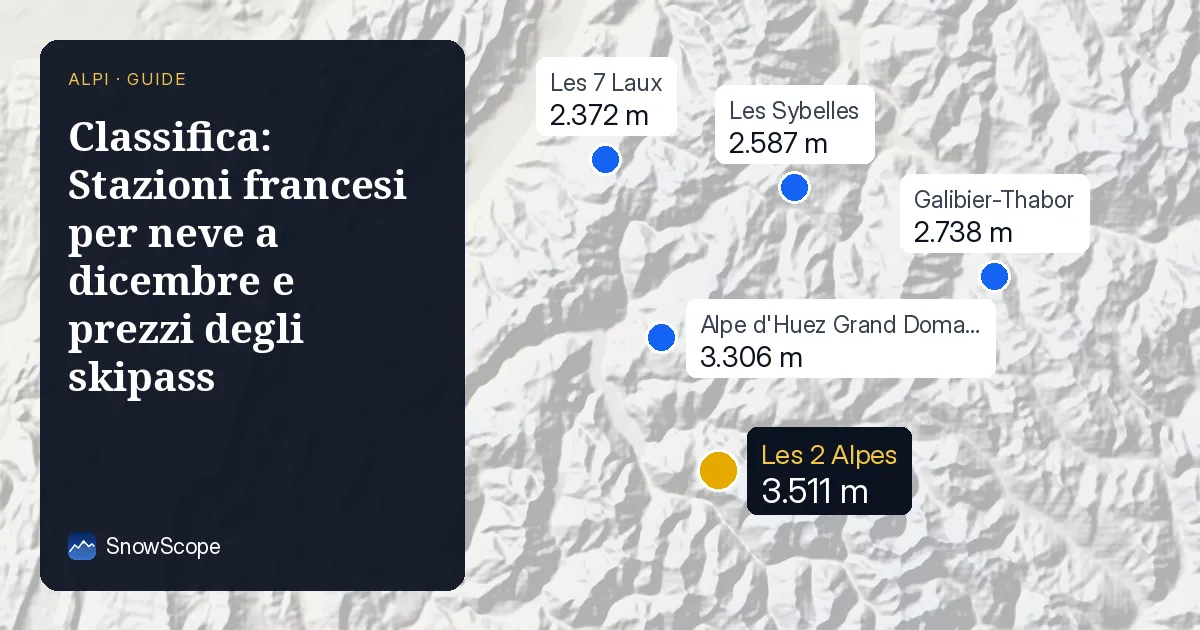 ALPI · GUIDE
Classifica:
Stazioni francesi
per neve a
dicembre e
prezzi degli
skipass
SnowScope
Les 7 Laux
2.372 m
Les Sybelles
2.587 m
Galibier-Thabor
2.738 m
Alpe d'Huez Grand Doma...
3.306 m
Les 2 Alpes
3.511 m